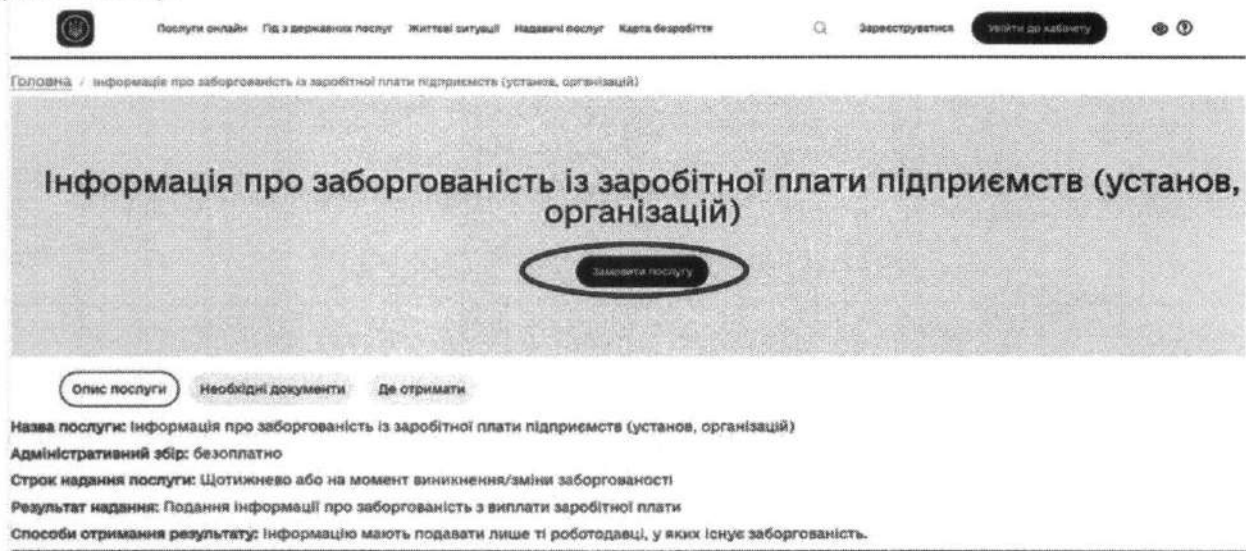 Послуги онлайн Гід з державних послуг Життєві ситуації Надавачі послуг Карта безробіття Зареєструватися Увійти до кабінету
Головна / Інформація про заборгованість із заробітної плати підприємств (установ, організацій)
Інформація про заборгованість із заробітної плати підприємств (установ,
організацій)
Замовити послугу
Опис послуги Необхідні документи Де отримати
Назва послуги: Інформація про заборгованість із заробітної плати підприємств (установ, організацій)
Адміністративний збір: безоплатно
Строк надання послуги: Щотижнево або на момент виникнення/зміни заборгованості
Результат надання: Подання інформації про заборгованість з виплати заробітної плати
Способи отримання результату: Інформацію мають подавати лише ті роботодавці, у яких існує заборгованість.